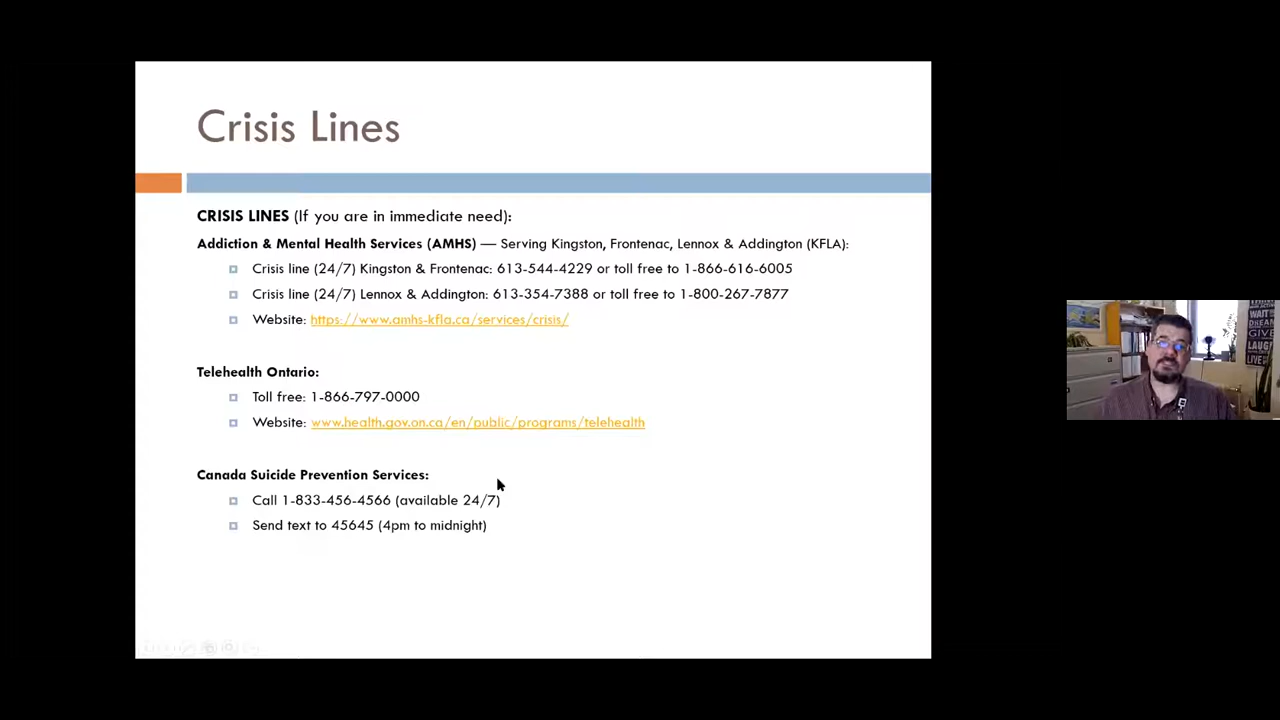 Crisis Lines
CRISIS LINES (If you are in immediate need):
Addiction & Mental Health Services (AMHS) — Serving Kingston, Frontenac, Lennox & Addington (KFLA):
Crisis line (24/7) Kingston & Frontenac: 613-544-4229 or toll free to 1-866-616-6005
Crisis line (24/7) Lennox & Addington: 613-354-7388 or toll free to 1-800-267-7877
Website: https://www.amhs-kfla.ca/services/crisis/
Telehealth Ontario:
Toll free: 1-866-797-0000
Website: www.health.gov.on.ca/en/public/programs/telehealth
Canada Suicide Prevention Services:
Call 1-833-456-4566 (available 24/7)
Send text to 45645 (4pm to midnight)
WAIT
DREAM
GIVE
LAUGH
LIVE